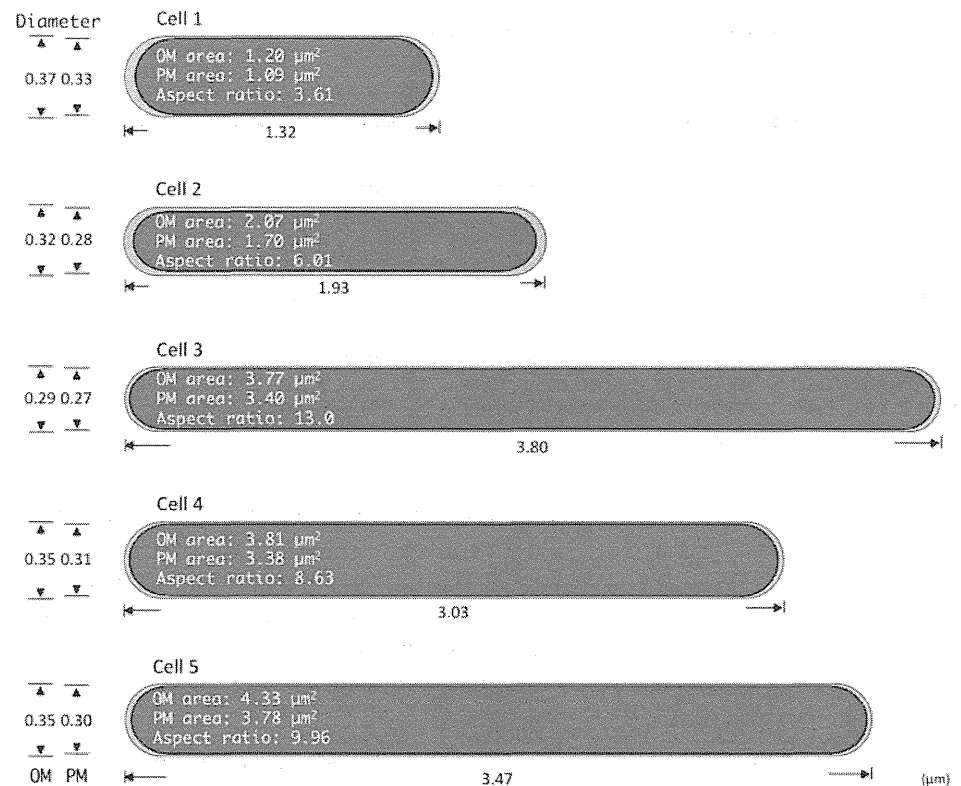 Diameter
Cell 1
0.37 0.33
OM area: 1.20 µm²
PM area: 1.09 µm²
Aspect ratio: 3.61
1.32
Cell 2
0.32 0.28
OM area: 2.07 µm²
PM area: 1.70 µm²
Aspect ratio: 6.01
1.93
Cell 3
0.29 0.27
OM area: 3.77 µm²
PM area: 3.40 µm²
Aspect ratio: 13.0
3.80
Cell 4
0.35 0.31
OM area: 3.81 µm²
PM area: 3.38 µm²
Aspect ratio: 8.63
3.03
Cell 5
0.35 0.30
OM area: 4.33 µm²
PM area: 3.78 µm²
Aspect ratio: 9.96
OM PM
3.47
(µm)